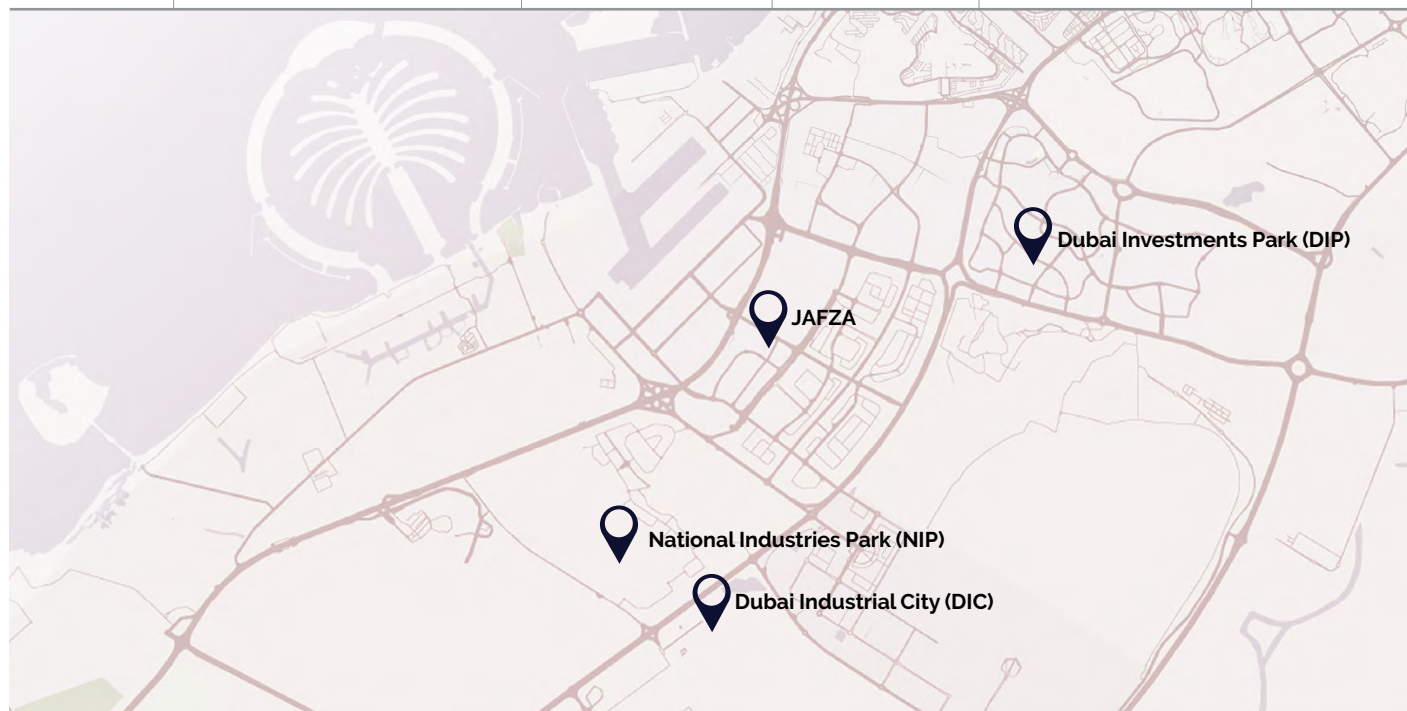 Dubai Investments Park (DIP)
JAFZA
National Industries Park (NIP)
Dubai Industrial City (DIC)